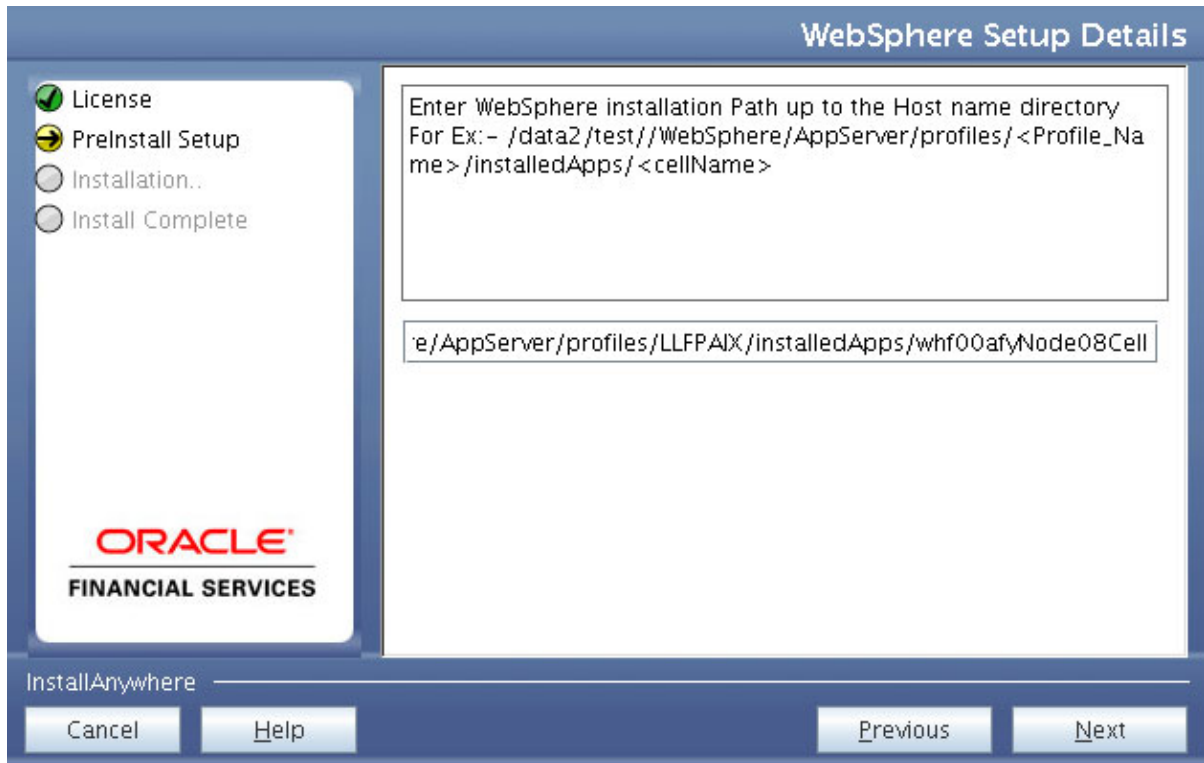 WebSphere Setup Details
License
PreInstall Setup
Installation..
Install Complete
ORACLE
FINANCIAL SERVICES
Enter WebSphere installation Path up to the Host name directory
For Ex:- /data2/test//WebSphere/AppServer/profiles/<Profile_Na
me>/installedApps/<cellName>
e/AppServer/profiles/LLFPAIX/installedApps/whf00afyNode08Cell
InstallAnywhere
Cancel Help Previous Next